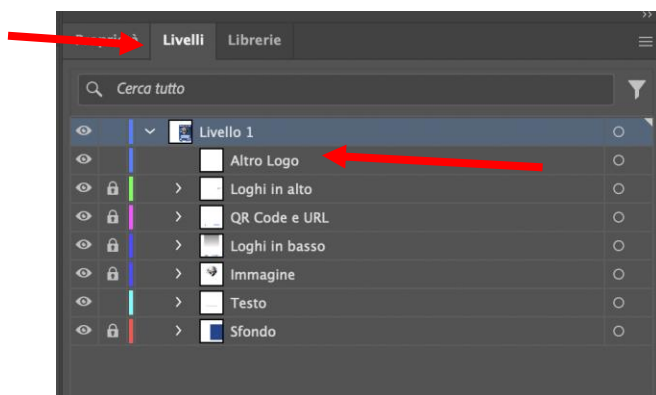 Livelli Librerie
Cerca tutto
Livello 1
Altro Logo
Loghi in alto
QR Code e URL
Loghi in basso
Immagine
Testo
Sfondo